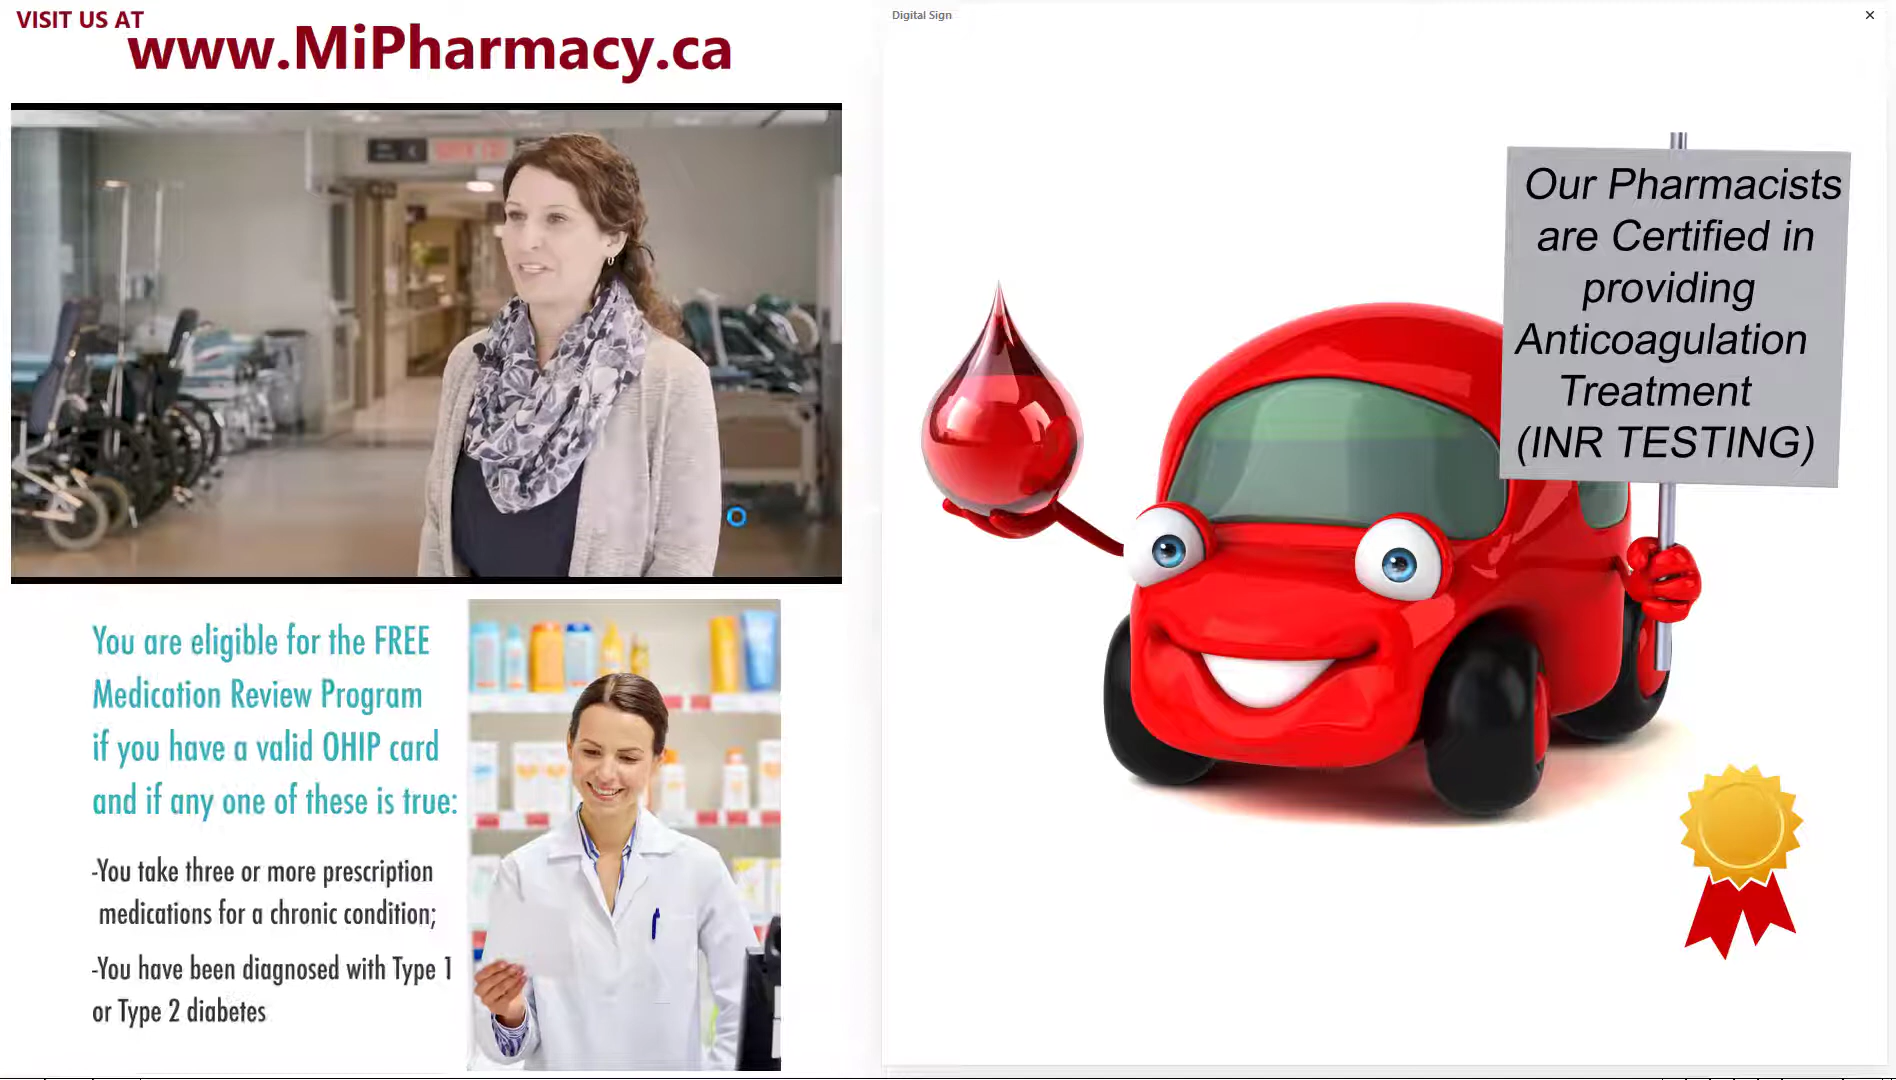 VISIT US AT
www.MiPharmacy.ca
You are eligible for the FREE
Medication Review Program
if you have a valid OHIP card
and if any one of these is true:
-You take three or more prescription
medications for a chronic condition;
-You have been diagnosed with Type 1
or Type 2 diabetes
Digital Sign
Our Pharmacists
are Certified in
providing
Anticoagulation
Treatment
(INR TESTING)